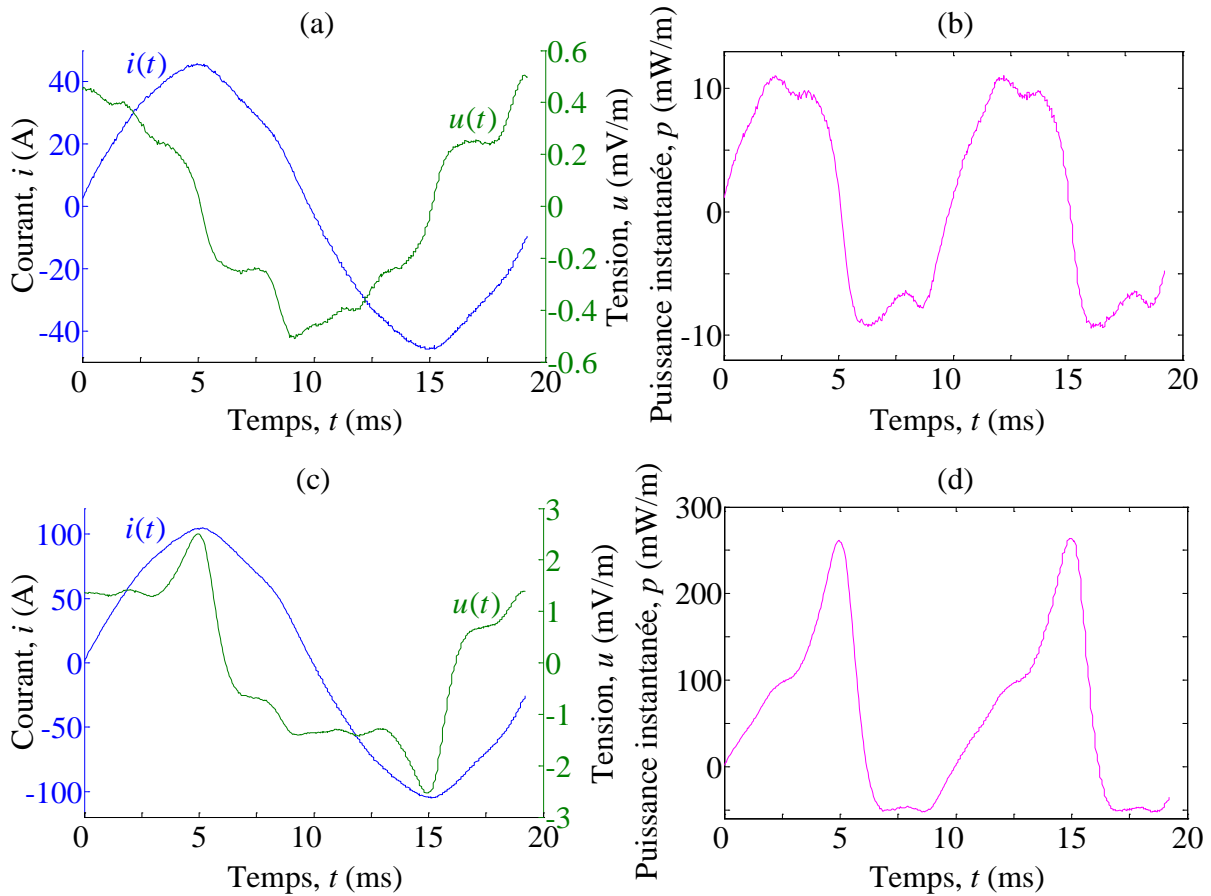 (a)
i(t)
u(t)
40
20
0
-20
-40
0.6
0.4
0.2
0
-0.2
-0.4
-0.6
0
5
10
15
20
Courant, i (A)
Tension, u (mV/m)
Temps, t (ms)
(b)
10
0
-10
0
5
10
15
20
Puissance instantanée, p (mW/m)
Temps, t (ms)
(c)
i(t)
u(t)
100
50
0
-50
-100
3
2
1
0
-1
-2
-3
0
5
10
15
20
Courant, i (A)
Tension, u (mV/m)
Temps, t (ms)
(d)
300
200
100
0
0
5
10
15
20
Puissance instantanée, p (mW/m)
Temps, t (ms)